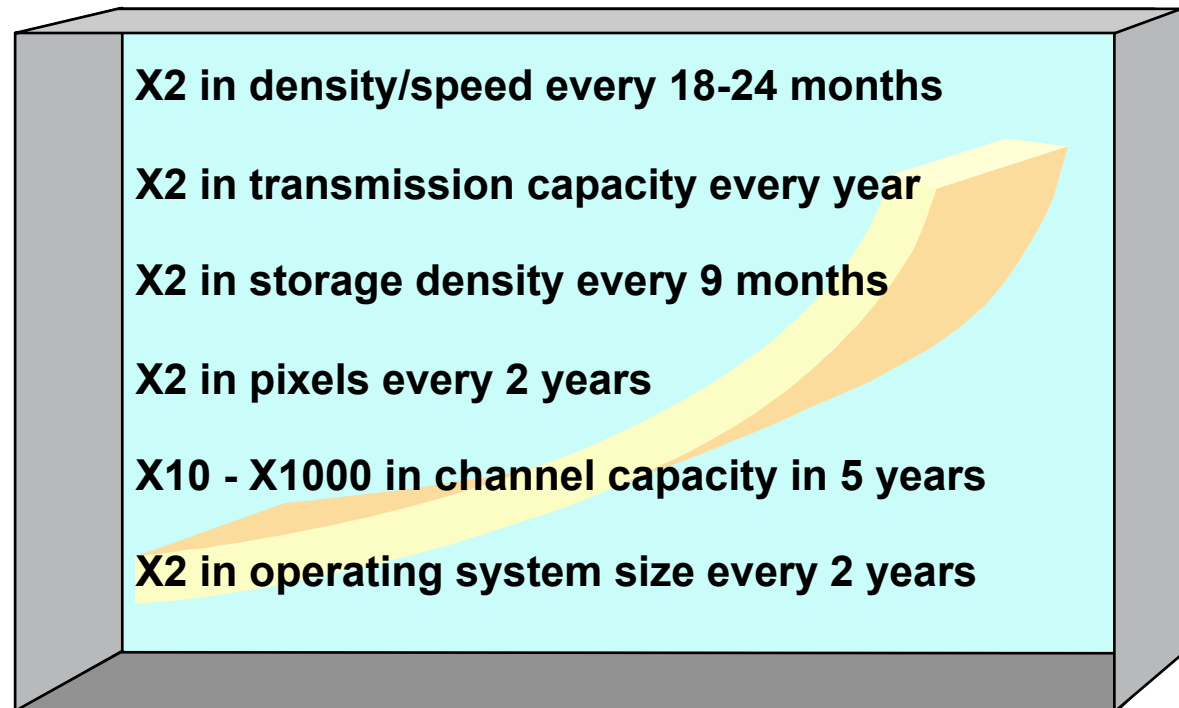 X2 in density/speed every 18-24 months
X2 in transmission capacity every year
X2 in storage density every 9 months
X2 in pixels every 2 years
X10 - X1000 in channel capacity in 5 years
X2 in operating system size every 2 years